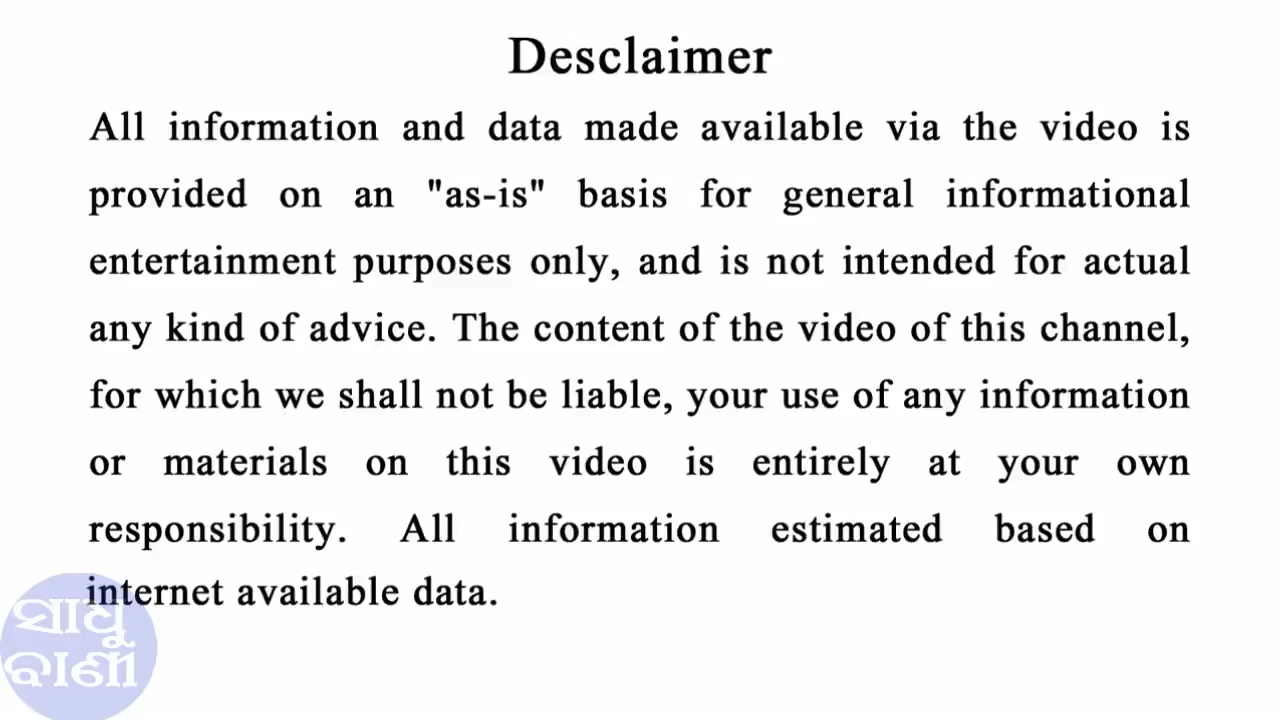 Desclaimer
All information and data made available via the video is
provided on an "as-is" basis for general informational
entertainment purposes only, and is not intended for actual
any kind of advice. The content of the video of this channel,
for which we shall not be liable, your use of any information
or materials on this video is entirely at your own
responsibility. All information estimated based on
internet available data.
ସାଧୁ
ବାଣୀ